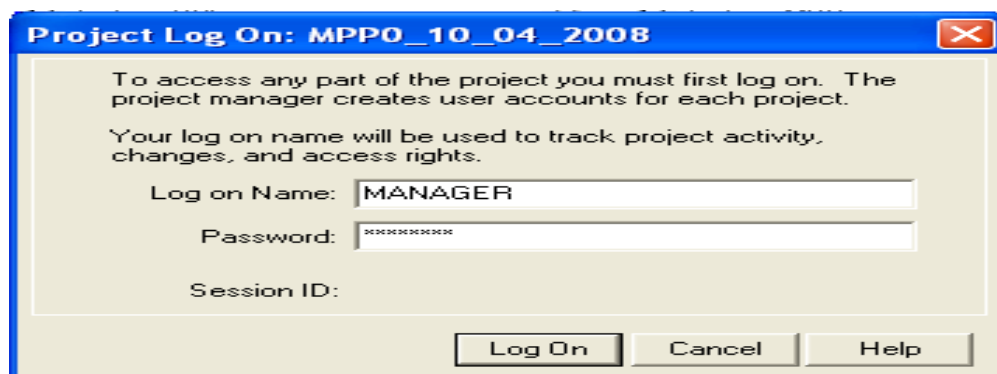 Project Log On: MPP0_10_04_2008
To access any part of the project you must first log on. The
project manager creates user accounts for each project.
Your log on name will be used to track project activity,
changes, and access rights.
Log on Name: MANAGER
Password: ********
Session ID:
Log On Cancel Help